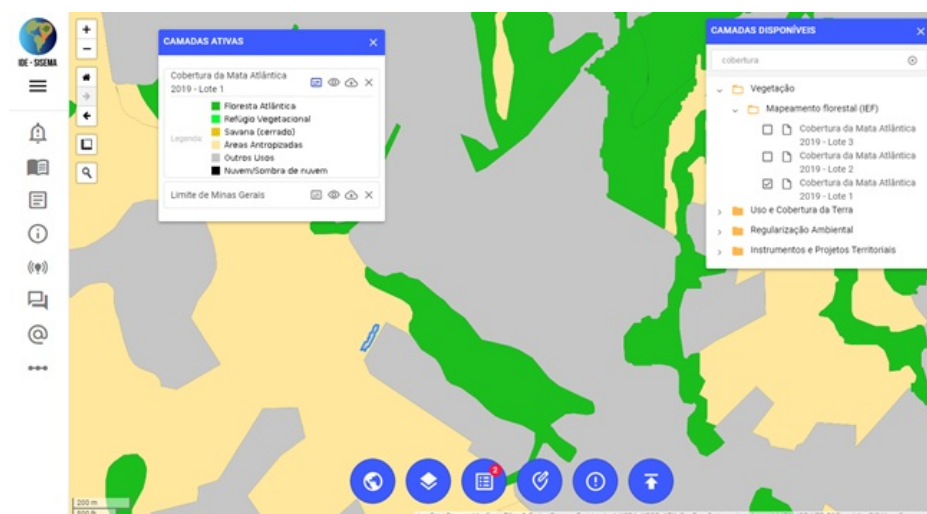 IDE - SISEMA
CAMADAS ATIVAS
Cobertura da Mata Atlântica
2019 - Lote 1
Legenda:
Floresta Atlântica
Refúgio Vegetacional
Savana (cerrado)
Áreas Antropizadas
Outros Usos
Nuvem/Sombra de nuvem
Limite de Minas Gerais
CAMADAS DISPONÍVEIS
cobertura
Vegetação
Mapeamento florestal (IEF)
Cobertura da Mata Atlântica
2019 - Lote 3
Cobertura da Mata Atlântica
2019 - Lote 2
Cobertura da Mata Atlântica
2019 - Lote 1
Uso e Cobertura da Terra
Regularização Ambiental
Instrumentos e Projetos Territoriais
2
200 m